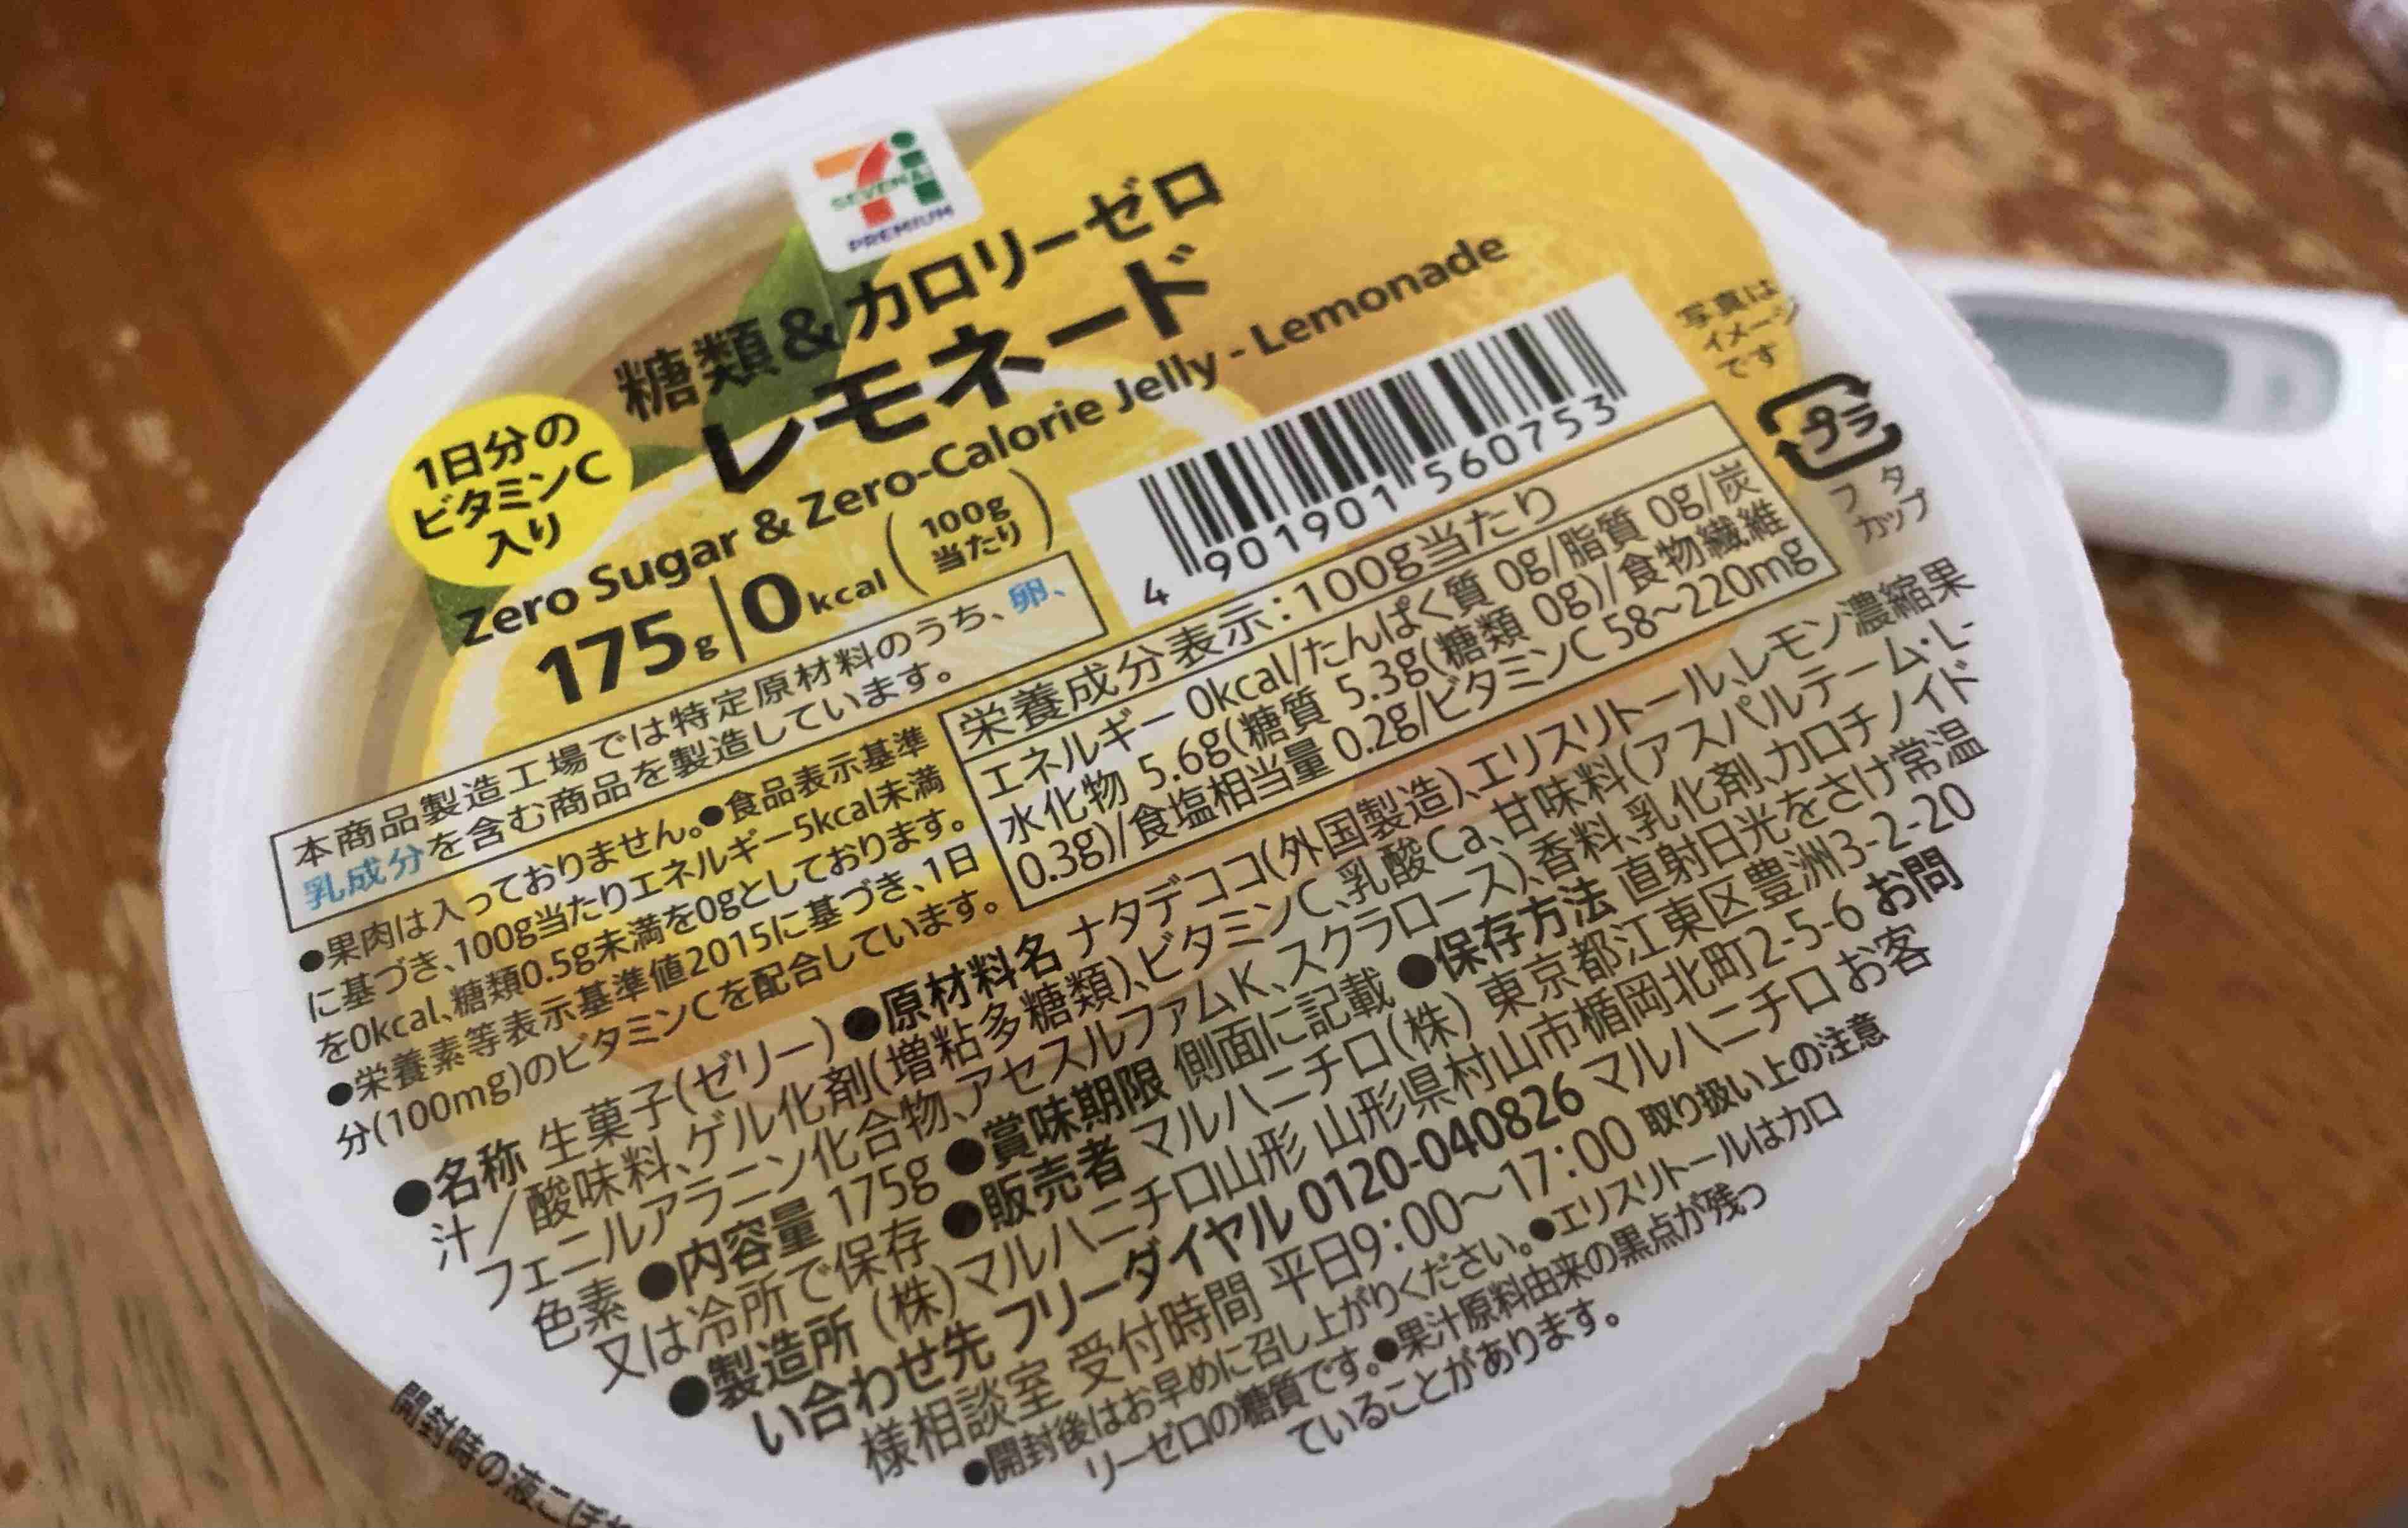 SEVEN&i
PREMIUM
糖類&カロリーゼロ
レモネード
Zero Sugar & Zero-Calorie Jelly - Lemonade
1日分の
ビタミンC
入り
175g 0kcal (100g
当たり)
4 901901 560753
写真は
イメージ
です
プラ
フタ
カップ
本商品製造工場では特定原材料のうち、卵、
乳成分を含む商品を製造しています。
●果肉は入っておりません。●食品表示基準
に基づき、100g当たりエネルギー5kcal未満
を0kcal、糖類0.5g未満を0gとしております。
●栄養素等表示基準値2015に基づき、1日
分(100mg)のビタミンCを配合しています。
栄養成分表示:100g当たり
エネルギー 0kcal/たんぱく質 0g/脂質 0g/炭
水化物 5.6g(糖質 5.3g(糖類 0g)/食物繊維
0.3g)/食塩相当量 0.2g/ビタミンC 58~220mg
●名称 生菓子(ゼリー) ●原材料名 ナタデココ(外国製造)、エリスリトール、レモン濃縮果
汁/酸味料、ゲル化剤(増粘多糖類)、ビタミンC、乳酸Ca、甘味料(アスパルテーム・L-
フェニルアラニン化合物、アセスルファムK、スクラロース)、香料、乳化剤、カロチノイド
色素 ●内容量 175g ●賞味期限 側面に記載 ●保存方法 直射日光をさけ常温
又は冷所で保存 ●販売者 マルハニチロ(株) 東京都江東区豊洲3-2-20
●製造所 (株)マルハニチロ山形 山形県村山市楯岡北町2-5-6 お問
い合わせ先 フリーダイヤル 0120-040826 マルハニチロ お客
様相談室 受付時間 平日9:00~17:00 取り扱い上の注意
●開封後はお早めに召し上がりください。●エリスリトールはカロ
リーゼロの糖質です。●果汁原料由来の黒点が残っ
ていることがあります。
開封時の液こぼれ